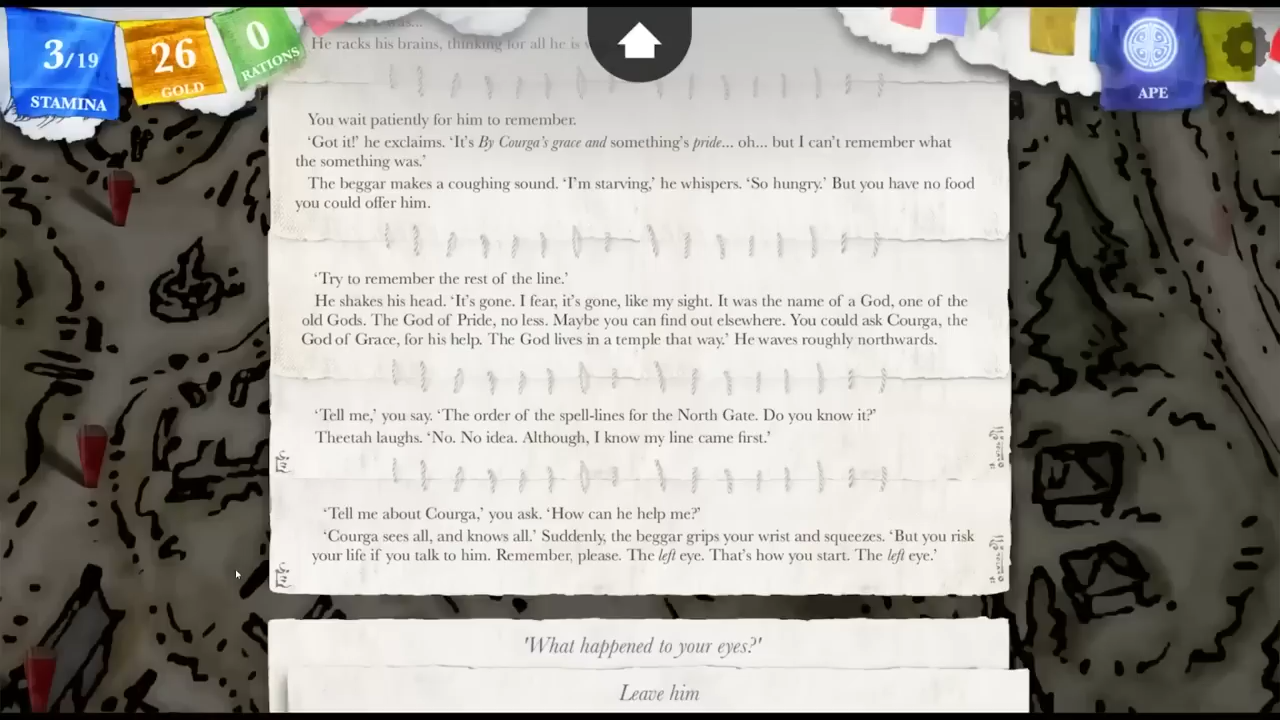 3/19
STAMINA
26
GOLD
0
RATIONS
APE
He racks his brains, thinking for all he is w
You wait patiently for him to remember.
‘Got it!’ he exclaims. ‘It’s By Courga’s grace and something’s pride... oh... but I can’t remember what
the something was.’
The beggar makes a coughing sound. ‘I’m starving,’ he whispers. ‘So hungry.’ But you have no food
you could offer him.
‘Try to remember the rest of the line.’
He shakes his head. ‘It’s gone. I fear, it’s gone, like my sight. It was the name of a God, one of the
old Gods. The God of Pride, no less. Maybe you can find out elsewhere. You could ask Courga, the
God of Grace, for his help. The God lives in a temple that way.’ He waves roughly northwards.
‘Tell me,’ you say. ‘The order of the spell-lines for the North Gate. Do you know it?’
Theetah laughs. ‘No. No idea. Although, I know my line came first.’
‘Tell me about Courga,’ you ask. ‘How can he help me?’
‘Courga sees all, and knows all.’ Suddenly, the beggar grips your wrist and squeezes. ‘But you risk
your life if you talk to him. Remember, please. The left eye. That’s how you start. The left eye.’
'What happened to your eyes?'
Leave him